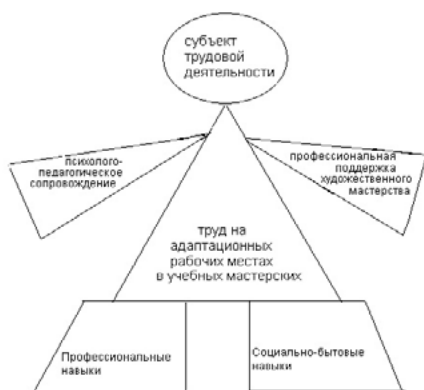 субъект
трудовой
деятельности
психолого-
педагогическое
сопровождение
профессиональная
поддержка
художественного
мастерства
труд на
адаптационных
рабочих местах
в учебных мастерских
Профессиональные
навыки
Социально-бытовые
навыки